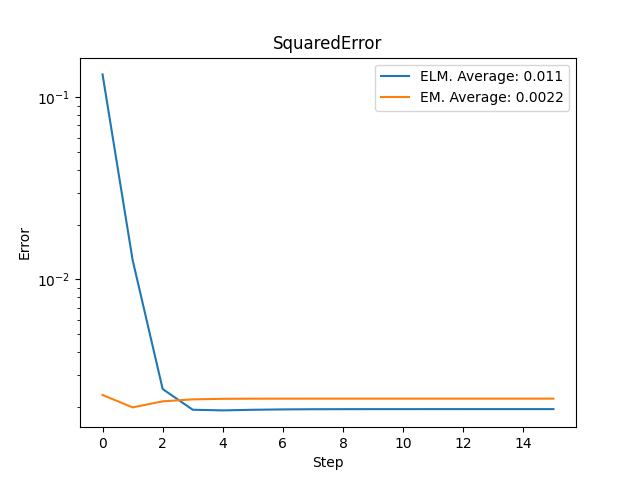 SquaredError
ELM. Average: 0.011
EM. Average: 0.0022
Error
10⁻¹
10⁻²
0 2 4 6 8 10 12 14
Step